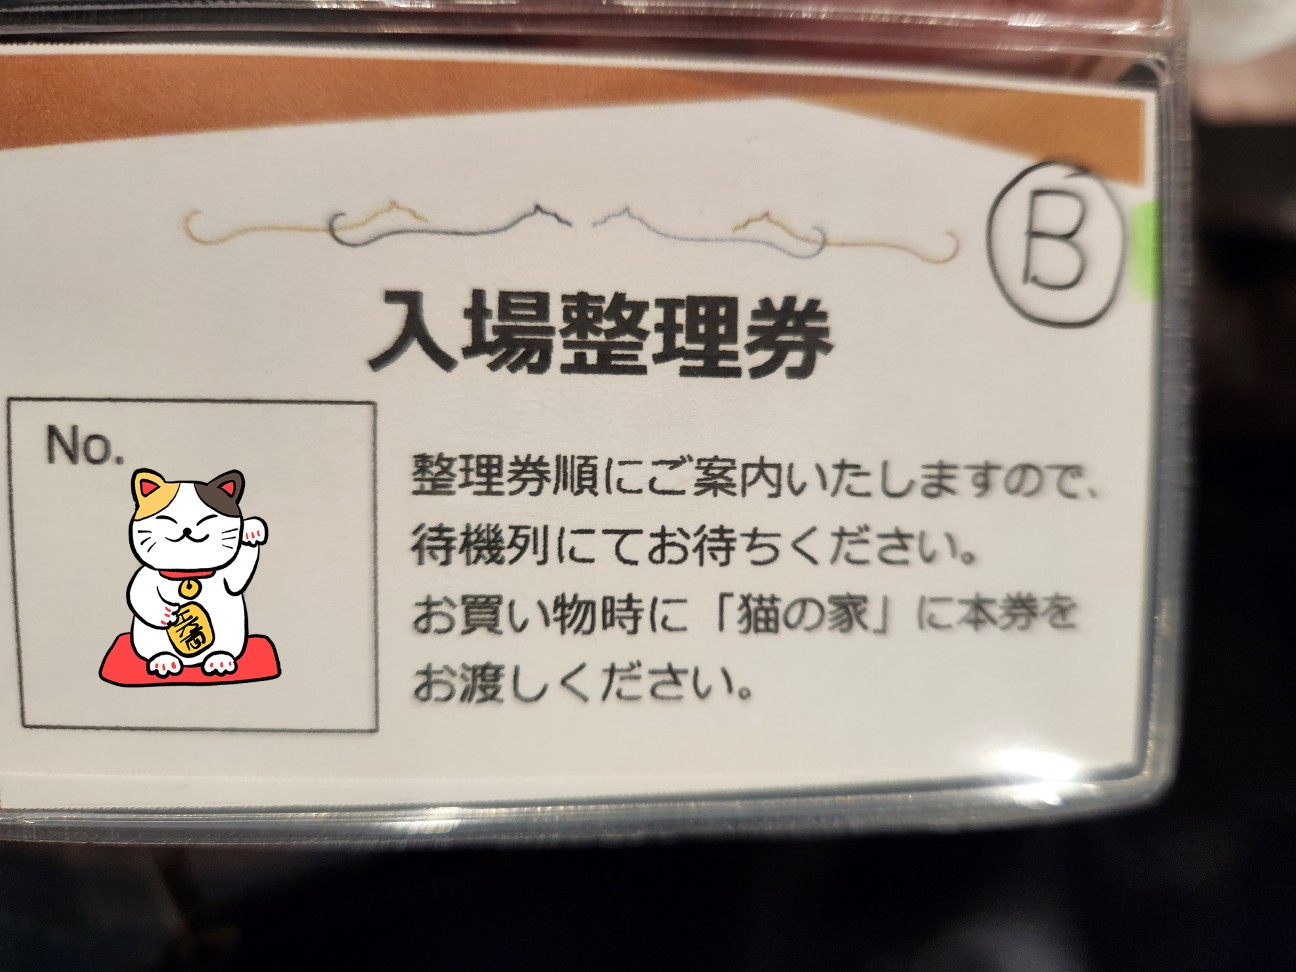 B
入場整理券
No.
整理券順にご案内いたしますので、
待機列にてお待ちください。
お買い物時に「猫の家」に本券を
お渡しください。